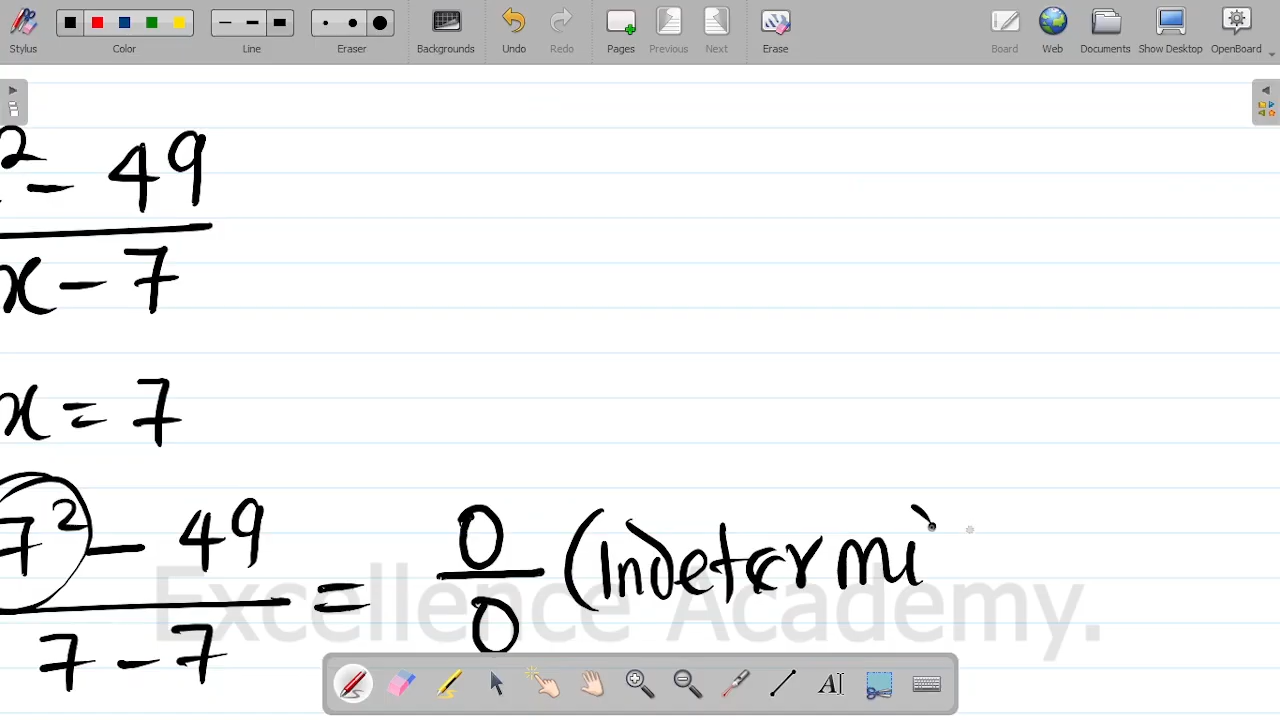 Stylus Color Line Eraser Backgrounds Undo Redo Pages Previous Next Erase Board Web Documents Show Desktop OpenBoard
2 - 49
x - 7
x = 7
7² - 49 = 0 (Indetermi
7 - 7 0
Excellence Academy.